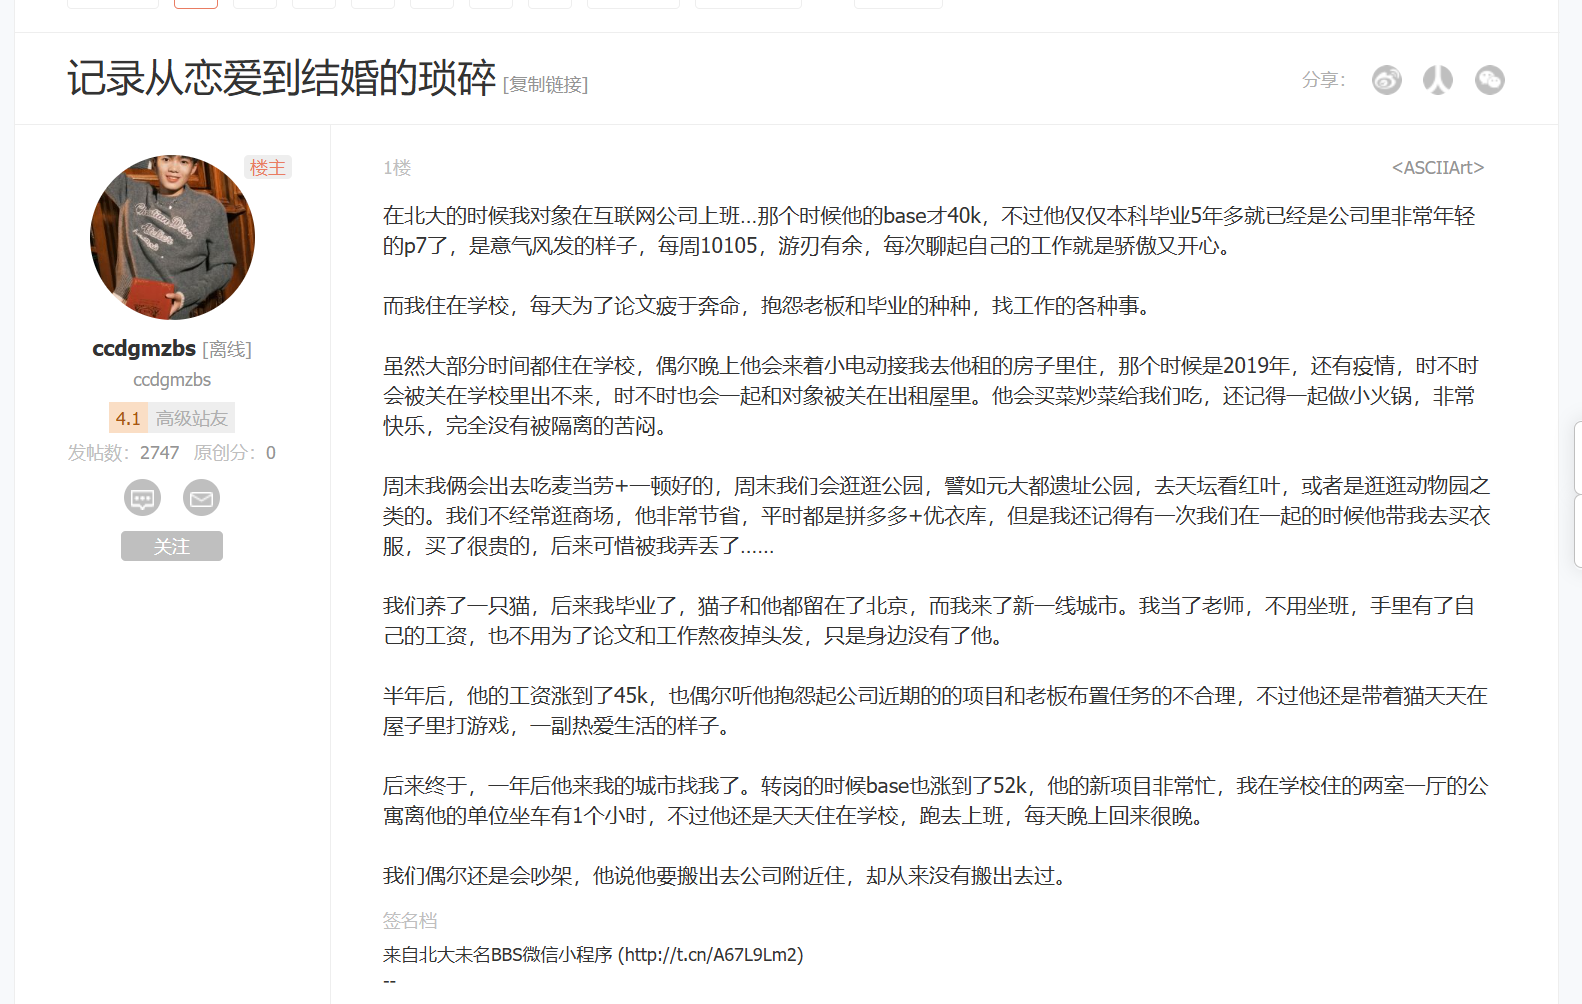 记录从恋爱到结婚的琐碎 [复制链接]
分享：
楼主
ccdgmzbs [离线]
ccdgmzbs
4.1 高级站友
发帖数：2747 原创分：0
关注
1楼
<ASCIIArt>
在北大的时候我对象在互联网公司上班...那个时候他的base才40k，不过他仅仅本科毕业5年多就已经是公司里非常年轻
的p7了，是意气风发的样子，每周10105，游刃有余，每次聊起自己的工作就是骄傲又开心。
而我住在学校，每天为了论文疲于奔命，抱怨老板和毕业的种种，找工作的各种事。
虽然大部分时间都住在学校，偶尔晚上他会来着小电动接我去他租的房子里住，那个时候是2019年，还有疫情，时不时
会被关在学校里出不来，时不时也会一起和对象被关在出租屋里。他会买菜炒菜给我们吃，还记得一起做小火锅，非常
快乐，完全没有被隔离的苦闷。
周末我俩会出去吃麦当劳+一顿好的，周末我们会逛逛公园，譬如元大都遗址公园，去天坛看红叶，或者是逛逛动物园之
类的。我们不经常逛商场，他非常节省，平时都是拼多多+优衣库，但是我还记得有一次我们在一起的时候他带我去买衣
服，买了很贵的，后来可惜被我弄丢了……
我们养了一只猫，后来我毕业了，猫子和他都留在了北京，而我来了新一线城市。我当了老师，不用坐班，手里有了自
己的工资，也不用为了论文和工作熬夜掉头发，只是身边没有了他。
半年后，他的工资涨到了45k，也偶尔听他抱怨起公司近期的的项目和老板布置任务的不合理，不过他还是带着猫天天在
屋子里打游戏，一副热爱生活的样子。
后来终于，一年后他来我的城市找我了。转岗的时候base也涨到了52k，他的新项目非常忙，我在学校住的两室一厅的公
寓离他的单位坐车有1个小时，不过他还是天天住在学校，跑去上班，每天晚上回来很晚。
我们偶尔还是会吵架，他说他要搬出去公司附近住，却从来没有搬出去过。
签名档
来自北大未名BBS微信小程序 (http://t.cn/A67L9Lm2)
--